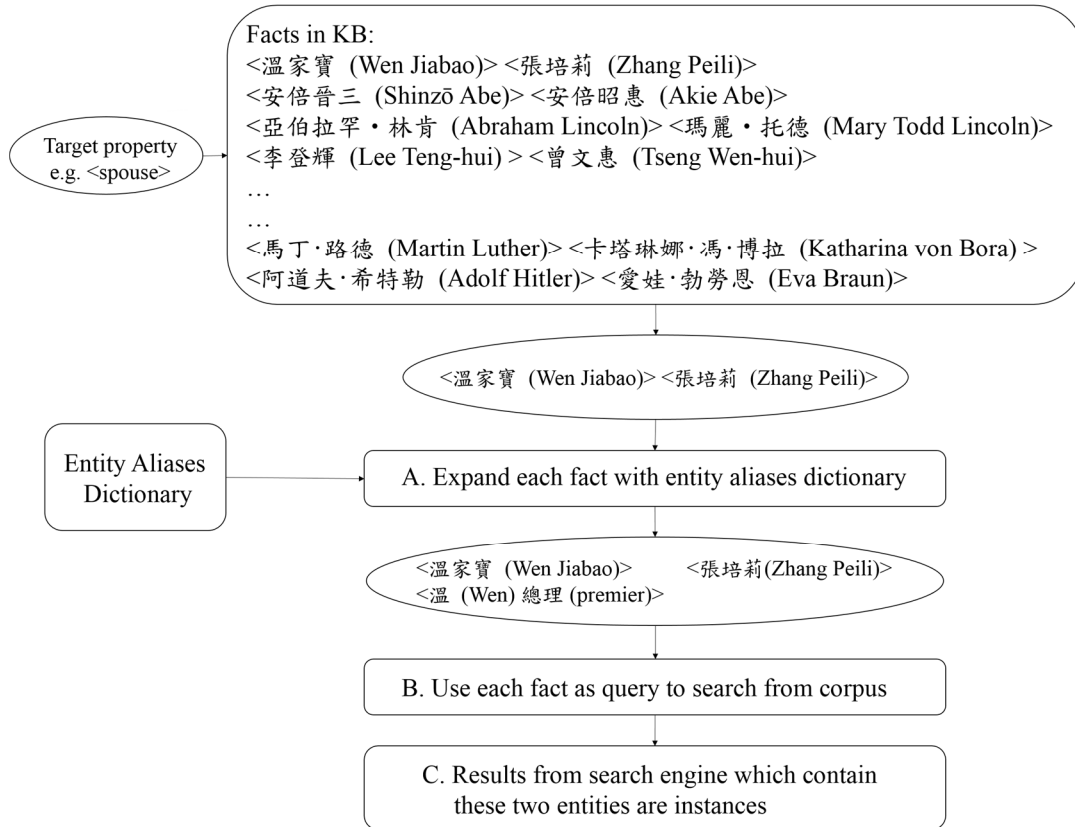 Facts in KB:
<溫家寶 (Wen Jiabao)> <張培莉 (Zhang Peili)>
<安倍晉三 (Shinzō Abe)> <安倍昭惠 (Akie Abe)>
<亞伯拉罕・林肯 (Abraham Lincoln)> <瑪麗・托德 (Mary Todd Lincoln)>
<李登輝 (Lee Teng-hui) > <曾文惠 (Tseng Wen-hui)>
…
…
<馬丁·路德 (Martin Luther)> <卡塔琳娜·馮·博拉 (Katharina von Bora) >
<阿道夫·希特勒 (Adolf Hitler)> <愛娃·勃勞恩 (Eva Braun)>
Target property
e.g. <spouse>
<溫家寶 (Wen Jiabao)> <張培莉 (Zhang Peili)>
Entity Aliases
Dictionary
A. Expand each fact with entity aliases dictionary
<溫家寶 (Wen Jiabao)> <張培莉(Zhang Peili)>
<溫 (Wen) 總理 (premier)>
B. Use each fact as query to search from corpus
C. Results from search engine which contain
these two entities are instances